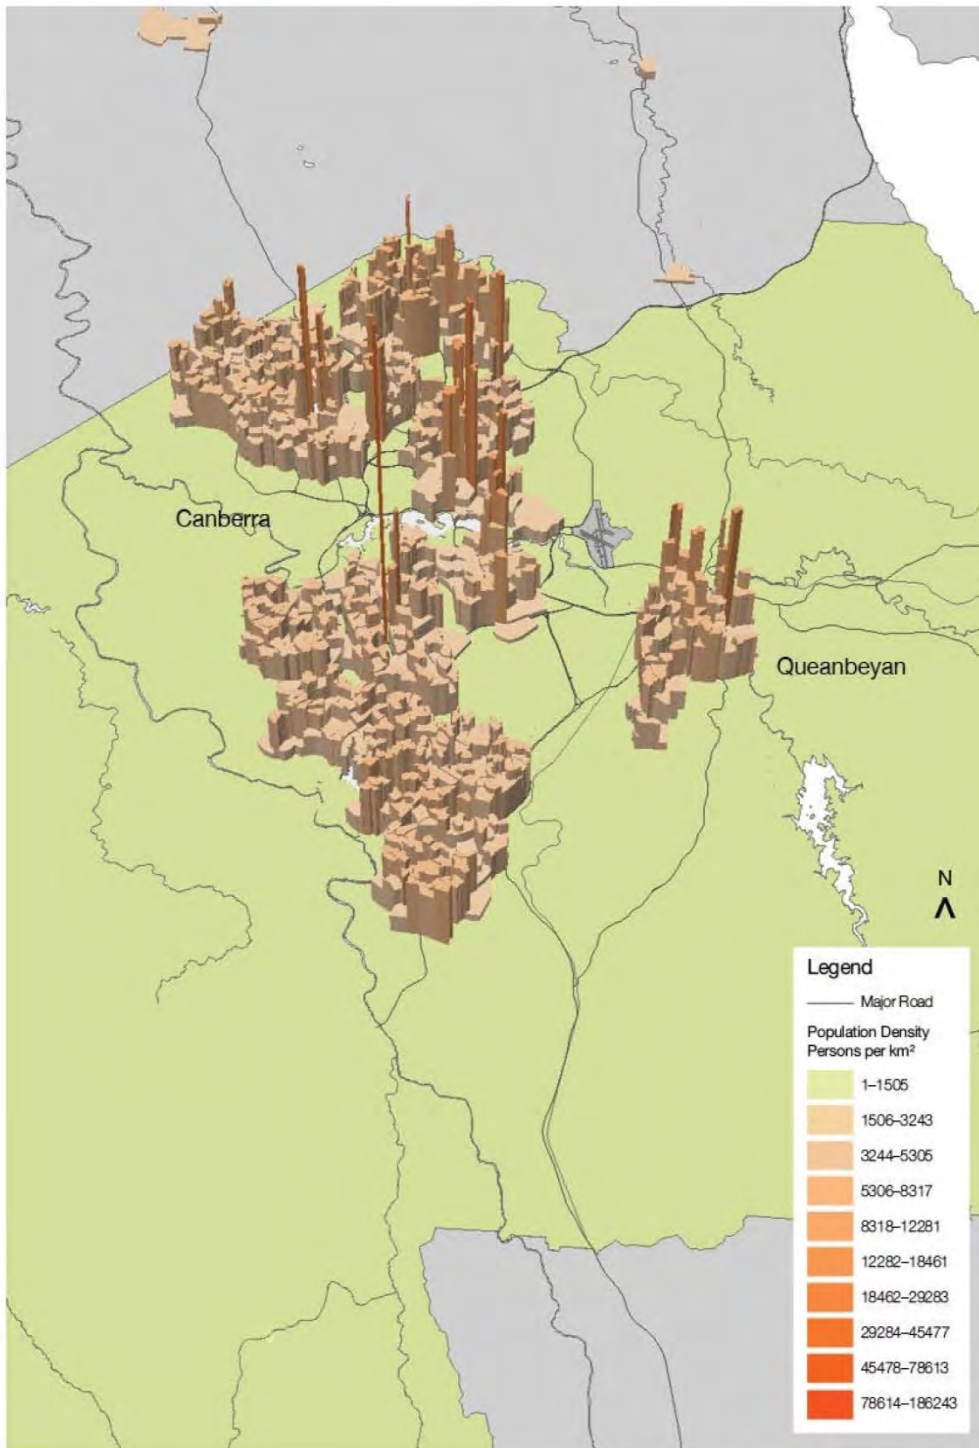 Canberra
Queanbeyan
N
Legend
Major Road
Population Density
Persons per km²
1–1505
1506–3243
3244–5305
5306–8317
8318–12281
12282–18461
18462–29283
29284–45477
45478–78613
78614–186243